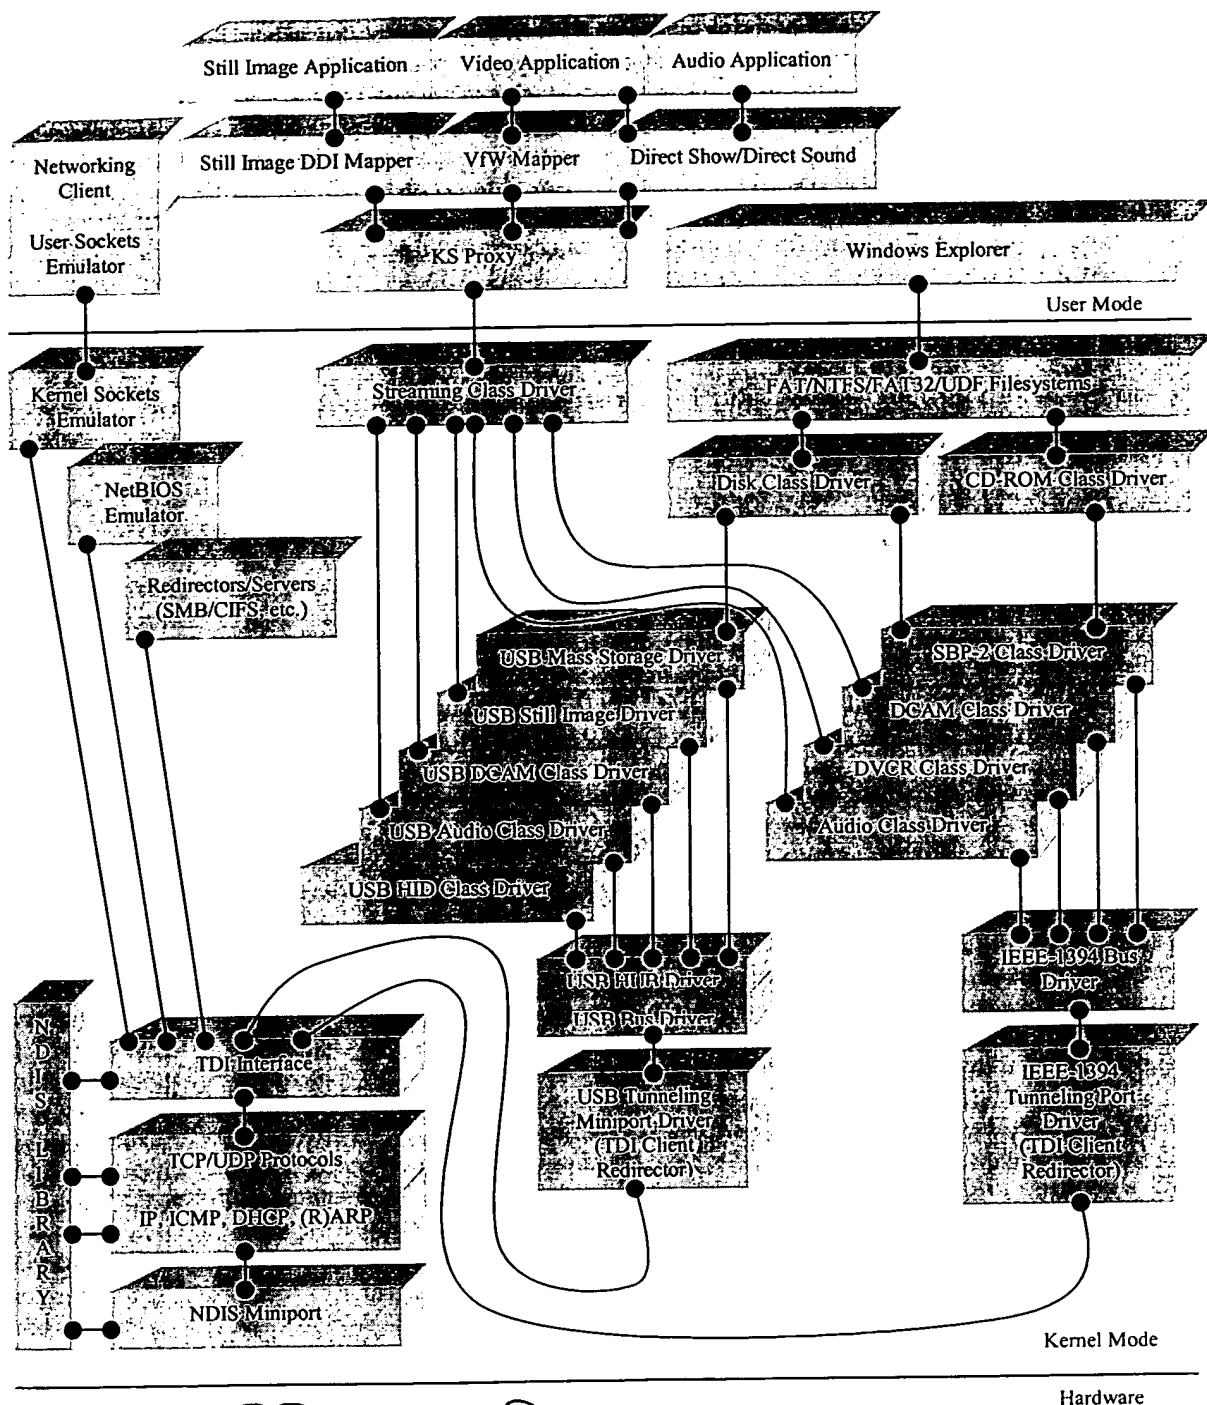 Still Image Application
Video Application
Audio Application
Networking
Client
User Sockets
Emulator
Still Image DDI Mapper
VfW Mapper
Direct Show/Direct Sound
KS Proxy
Windows Explorer
User Mode
Kernel Sockets
Emulator
Streaming Class Driver
FAT/NTFS/FAT32/UDF Filesystems
NetBIOS
Emulator
Disk Class Driver
CD-ROM Class Driver
Redirectors/Servers
(SMB/CIFS, etc.)
USB Mass Storage Driver
USB Still Image Driver
USB DCAM Class Driver
USB Audio Class Driver
USB HID Class Driver
SBP-2 Class Driver
DCAM Class Driver
DVCR Class Driver
Audio Class Driver
USB HUB Driver
USB Bus Driver
IEEE-1394 Bus
Driver
NDIS LIBRARY
TDI Interface
TCP/UDP Protocols
IP, ICMP, DHCP, (R)ARP
NDIS Miniport
USB Tunneling
Miniport Driver
(TDI Client
Redirector)
IEEE-1394
Tunneling Port
Driver
(TDI Client
Redirector)
Kernel Mode
Hardware